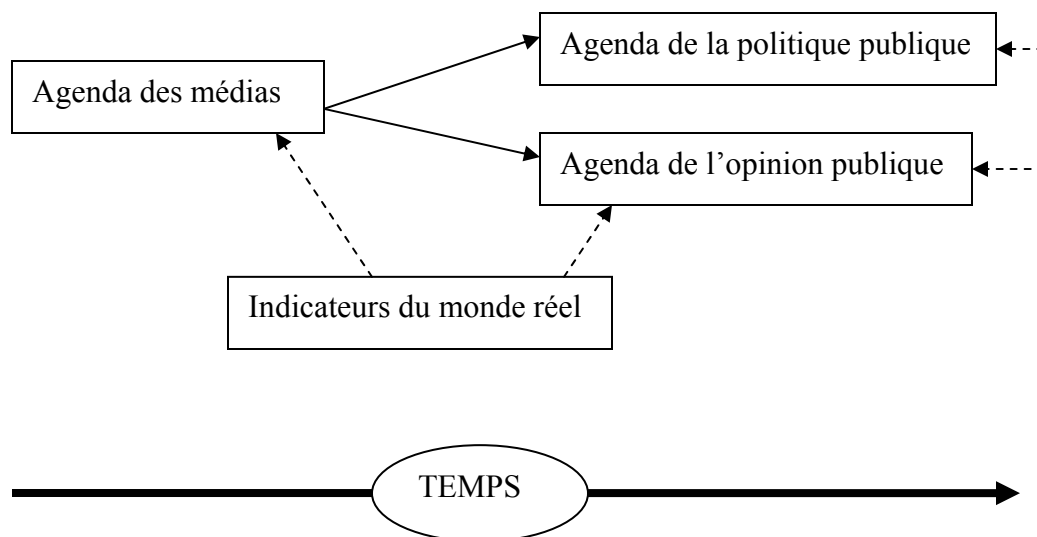 Agenda de la politique publique
Agenda des médias
Agenda de l’opinion publique
Indicateurs du monde réel
TEMPS